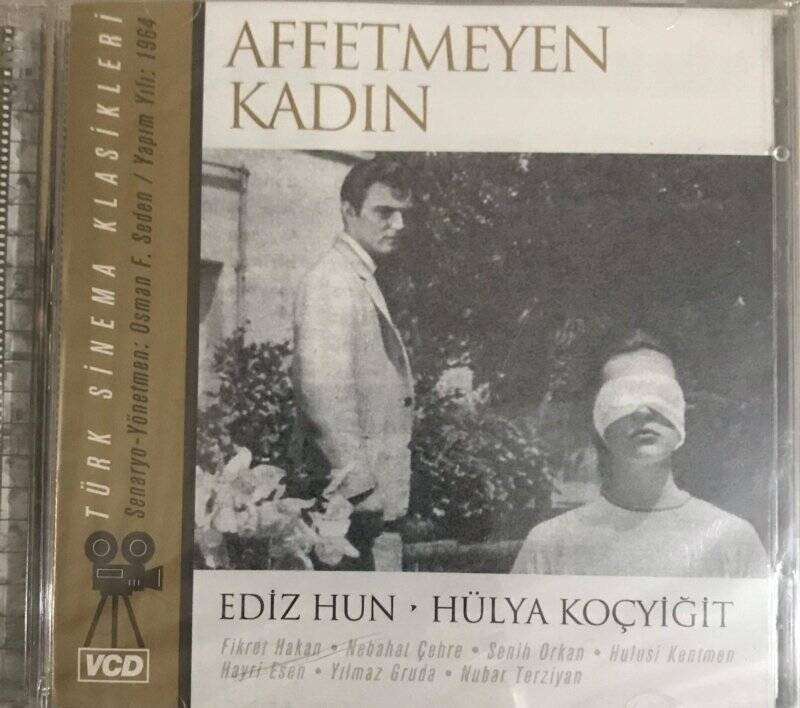 AFFETMEYEN
KADIN
TÜRK SİNEMA KLASİKLERİ
Senaryo-Yönetmen: Osman F. Seden / Yapım Yılı: 1964
EDİZ HUN · HÜLYA KOÇYİĞİT
Fikret Hakan • Nebahat Çehre • Senih Orkan • Hulusi Kentmen
Hayri Esen • Yılmaz Gruda • Nubar Terziyan
VCD